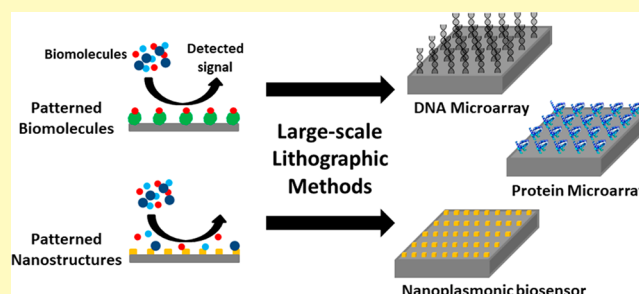 Biomolecules
Detected
signal
Patterned
Biomolecules
Patterned
Nanostructures
Large-scale
Lithographic
Methods
DNA Microarray
Protein Microarray
Nanoplasmonic biosensor